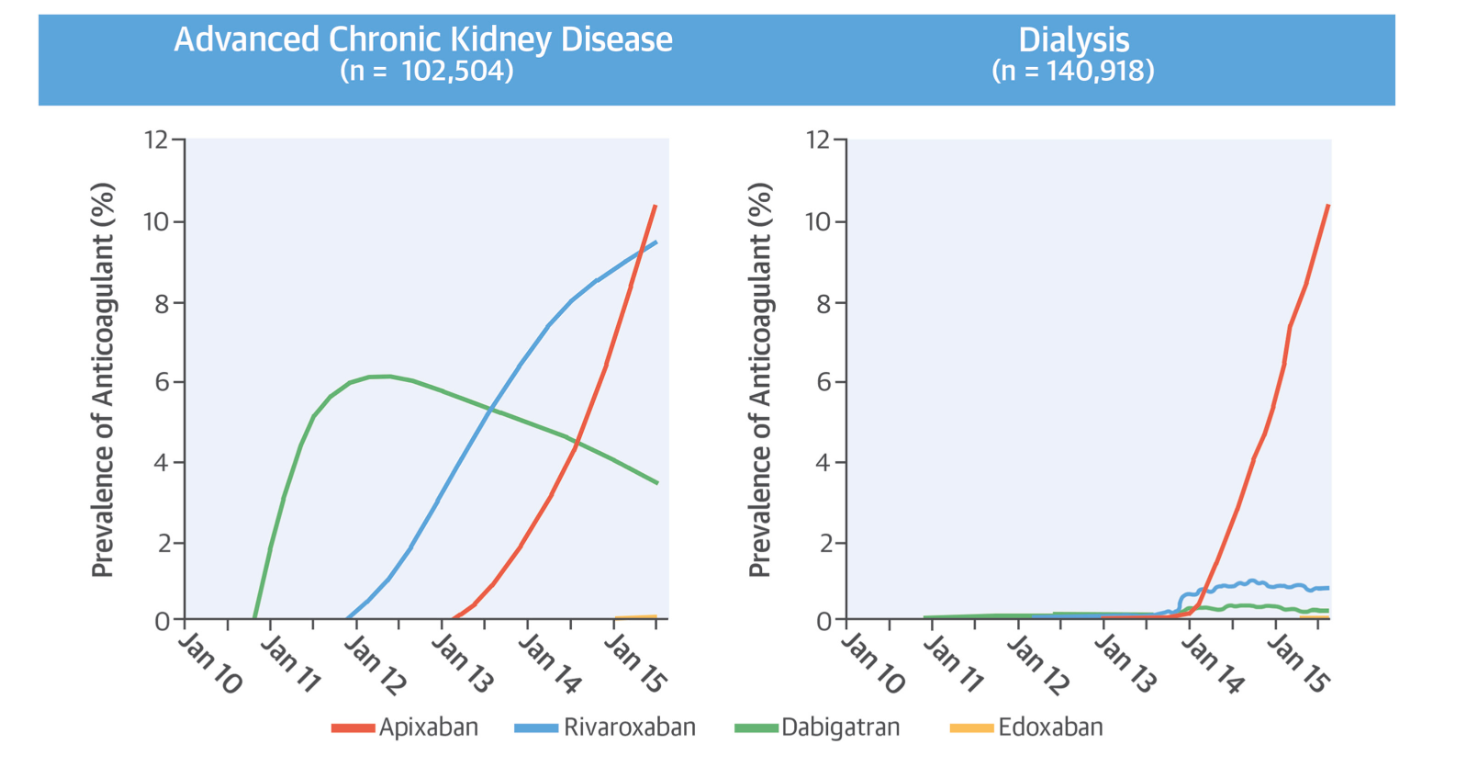 Advanced Chronic Kidney Disease
(n = 102,504)
Dialysis
(n = 140,918)
Prevalence of Anticoagulant (%)
12
10
8
6
4
2
0
Jan 10
Jan 11
Jan 12
Jan 13
Jan 14
Jan 15
Prevalence of Anticoagulant (%)
12
10
8
6
4
2
0
Jan 10
Jan 11
Jan 12
Jan 13
Jan 14
Jan 15
Apixaban
Rivaroxaban
Dabigatran
Edoxaban